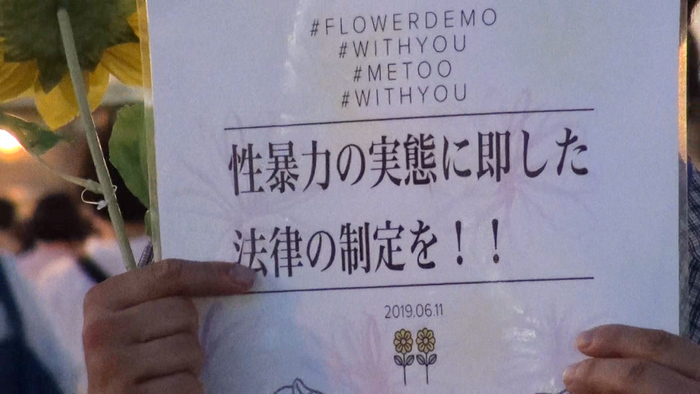 #FLOWERDEMO
#WITHYOU
#METOO
#WITHYOU
性暴力の実態に即した
法律の制定を！！
2019.06.11